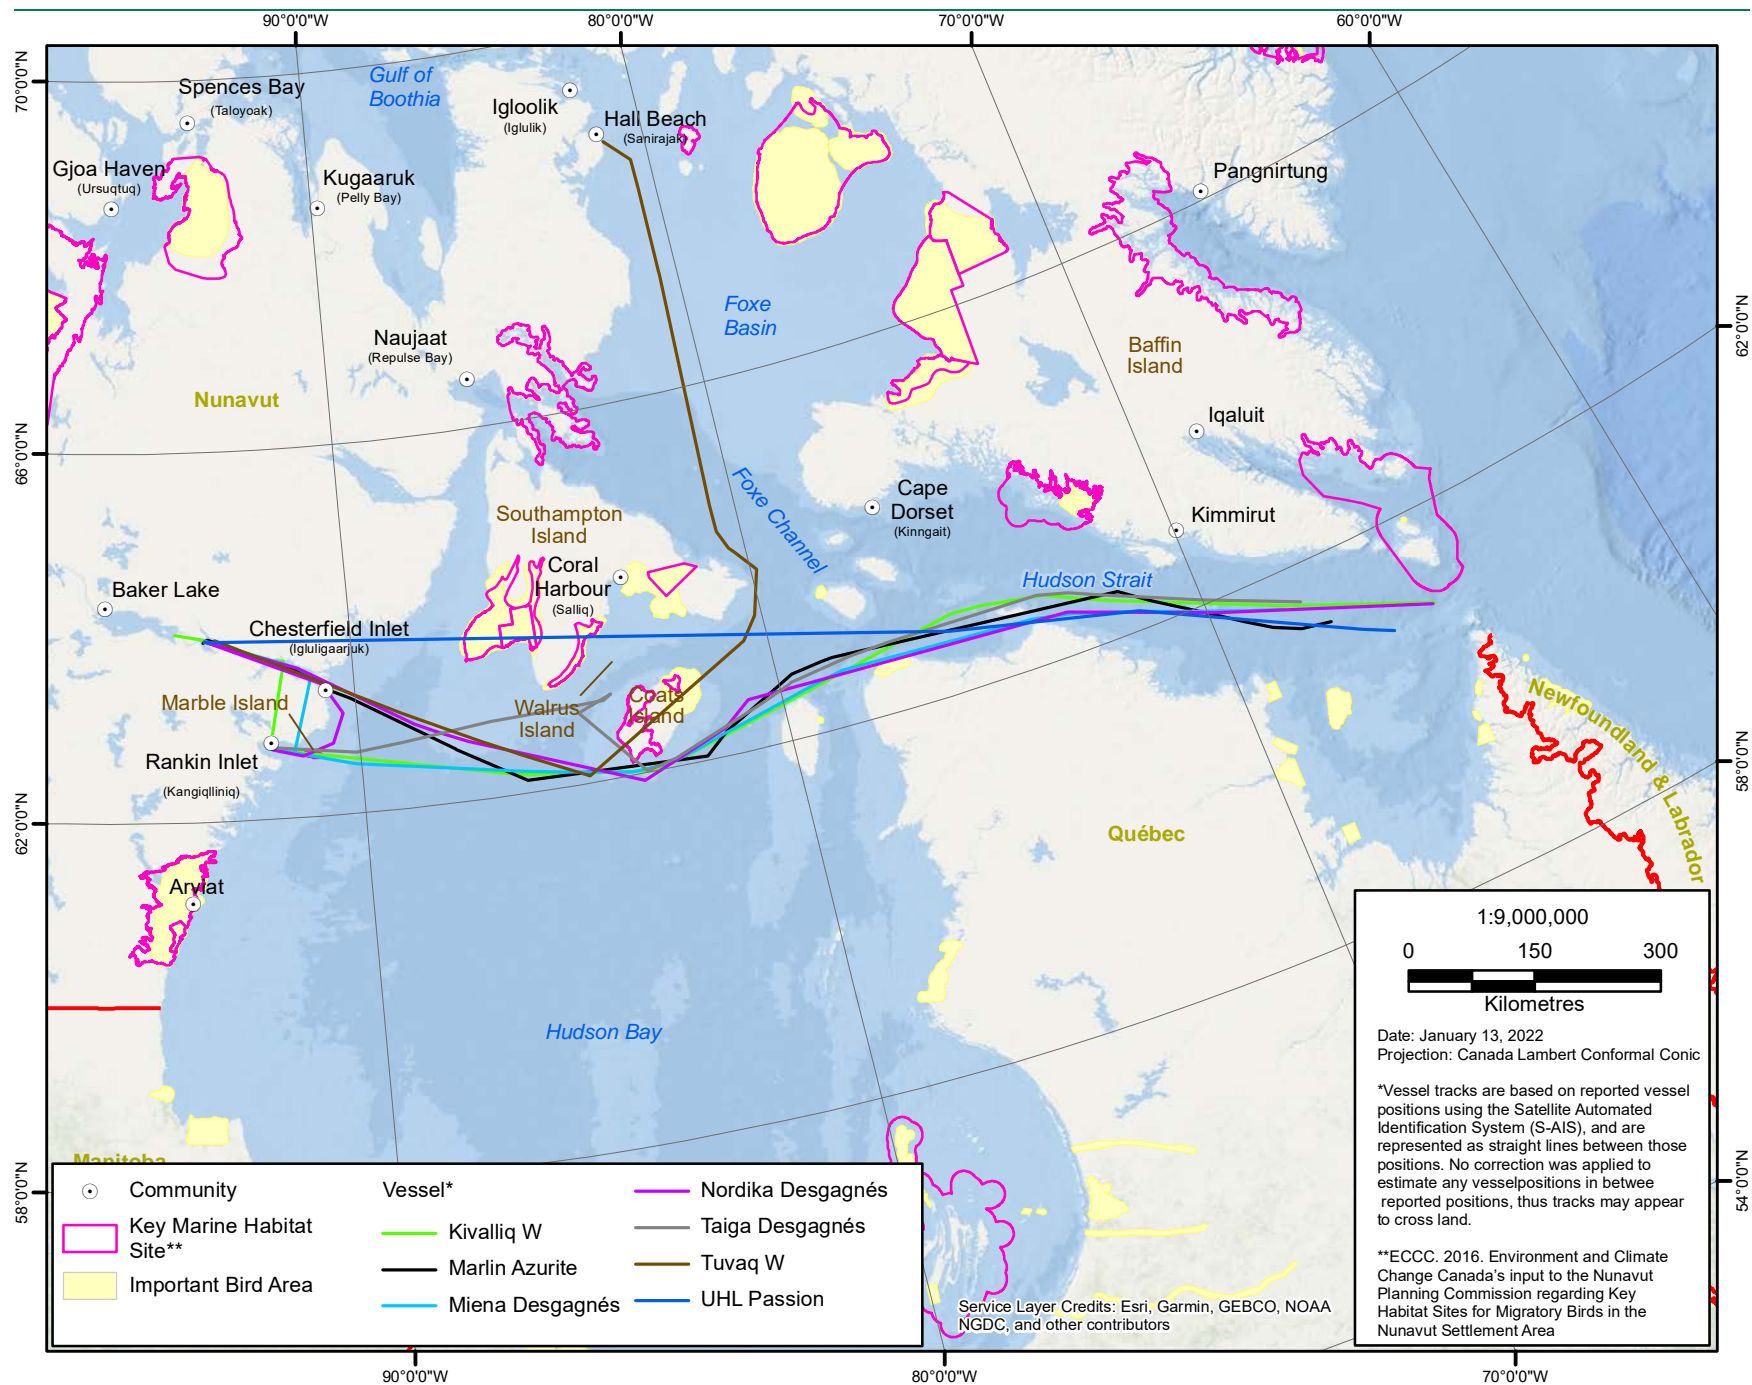 90°0'0"W
80°0'0"W
70°0'0"W
60°0'0"W
70°0'0"N
66°0'0"N
62°0'0"N
58°0'0"N
62°0'0"N
58°0'0"N
54°0'0"N
90°0'0"W
80°0'0"W
70°0'0"W
Gulf of
Boothia
Spences Bay
(Taloyoak)
Igloolik
(Iglulik)
Hall Beach
(Sanirajak)
Gjoa Haven
(Ursuqtuq)
Kugaaruk
(Pelly Bay)
Pangnirtung
Foxe
Basin
Naujaat
(Repulse Bay)
Baffin
Island
Nunavut
Iqaluit
Foxe Channel
Cape
Dorset
(Kinngait)
Kimmirut
Southampton
Island
Coral
Harbour
(Salliq)
Hudson Strait
Baker Lake
Chesterfield Inlet
(Igluligaarjuk)
Marble Island
Walrus
Island
Coats
Island
Rankin Inlet
(Kangiqlliniq)
Newfoundland & Labrador
Québec
Arviat
Hudson Bay
Manitoba
Community
Key Marine Habitat
Site**
Important Bird Area
Vessel*
Kivalliq W
Marlin Azurite
Miena Desgagnés
Nordika Desgagnés
Taiga Desgagnés
Tuvaq W
UHL Passion
Service Layer Credits: Esri, Garmin, GEBCO, NOAA
NGDC, and other contributors
1:9,000,000
0 150 300
Kilometres
Date: January 13, 2022
Projection: Canada Lambert Conformal Conic
*Vessel tracks are based on reported vessel
positions using the Satellite Automated
Identification System (S-AIS), and are
represented as straight lines between those
positions. No correction was applied to
estimate any vesselpositions in betwee
reported positions, thus tracks may appear
to cross land.
**ECCC. 2016. Environment and Climate
Change Canada's input to the Nunavut
Planning Commission regarding Key
Habitat Sites for Migratory Birds in the
Nunavut Settlement Area